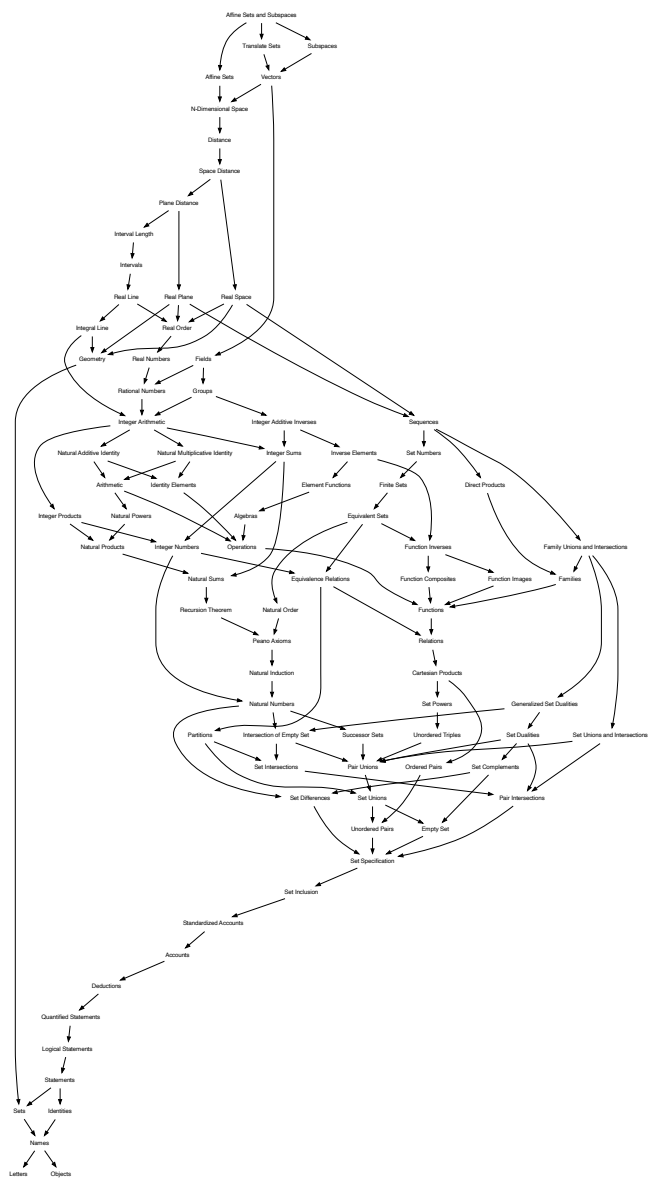 Affine Sets and Subspaces
Translate Sets
Subspaces
Affine Sets
Vectors
N-Dimensional Space
Distance
Space Distance
Plane Distance
Interval Length
Intervals
Real Line
Real Plane
Real Space
Integral Line
Real Order
Geometry
Real Numbers
Fields
Rational Numbers
Groups
Integer Arithmetic
Integer Additive Inverses
Sequences
Natural Additive Identity
Natural Multiplicative Identity
Integer Sums
Inverse Elements
Set Numbers
Arithmetic
Identity Elements
Element Functions
Finite Sets
Direct Products
Integer Products
Natural Powers
Algebras
Equivalent Sets
Natural Products
Integer Numbers
Operations
Function Inverses
Family Unions and Intersections
Natural Sums
Equivalence Relations
Function Composites
Function Images
Families
Recursion Theorem
Natural Order
Functions
Peano Axioms
Relations
Natural Induction
Cartesian Products
Natural Numbers
Set Powers
Generalized Set Dualities
Partitions
Intersection of Empty Set
Successor Sets
Unordered Triples
Set Dualities
Set Unions and Intersections
Set Intersections
Pair Unions
Ordered Pairs
Set Complements
Set Differences
Set Unions
Pair Intersections
Unordered Pairs
Empty Set
Set Specification
Set Inclusion
Standardized Accounts
Accounts
Deductions
Quantified Statements
Logical Statements
Statements
Sets
Identities
Names
Letters
Objects